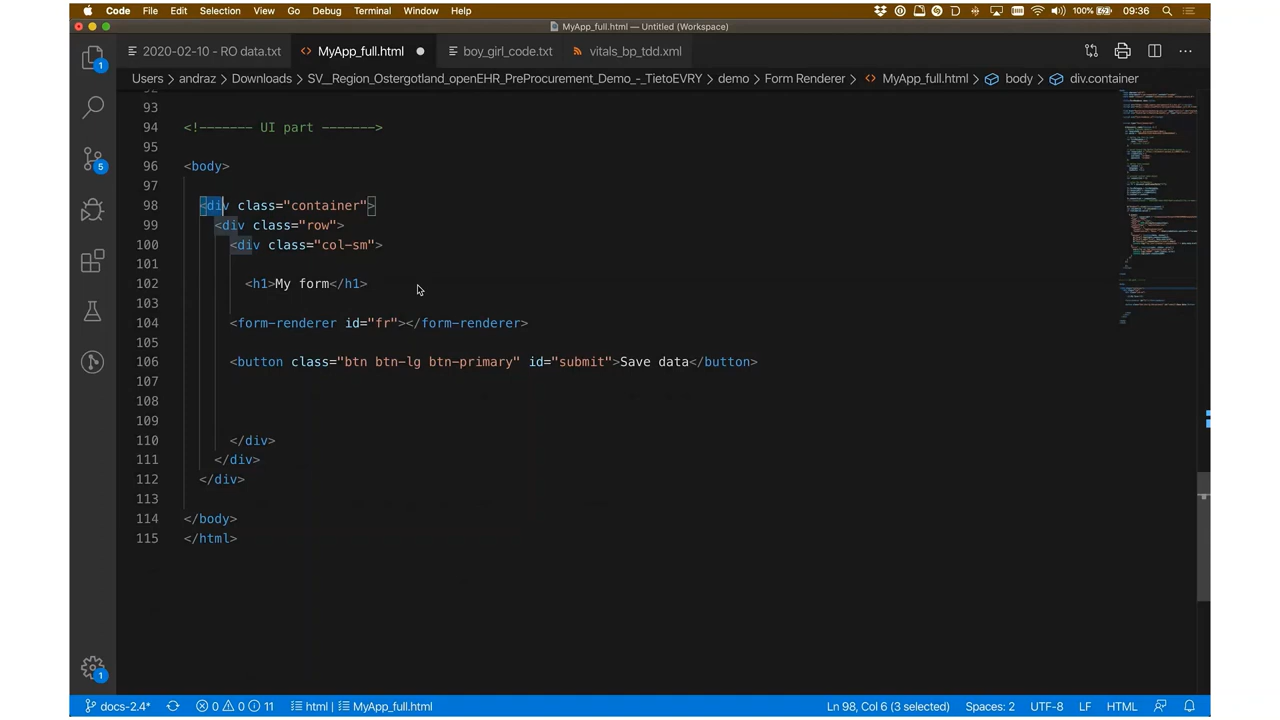 Code File Edit Selection View Go Debug Terminal Window Help 100% 09:36
MyApp_full.html — Untitled (Workspace)
2020-02-10 - RO data.txt MyApp_full.html boy_girl_code.txt vitals_bp_tdd.xml
Users › andraz › Downloads › SV__Region_Ostergotland_openEHR_PreProcurement_Demo_-_TietoEVRY › demo › Form Renderer › MyApp_full.html › body › div.container
93
94 <!------- UI part ------->
95
96 <body>
97
98 <div class="container">
99 <div class="row">
100 <div class="col-sm">
101
102 <h1>My form</h1>
103
104 <form-renderer id="fr"></form-renderer>
105
106 <button class="btn btn-lg btn-primary" id="submit">Save data</button>
107
108
109
110 </div>
111 </div>
112 </div>
113
114 </body>
115 </html>
1
5
1
docs-2.4* 0 0 11 html MyApp_full.html Ln 98, Col 6 (3 selected) Spaces: 2 UTF-8 LF HTML